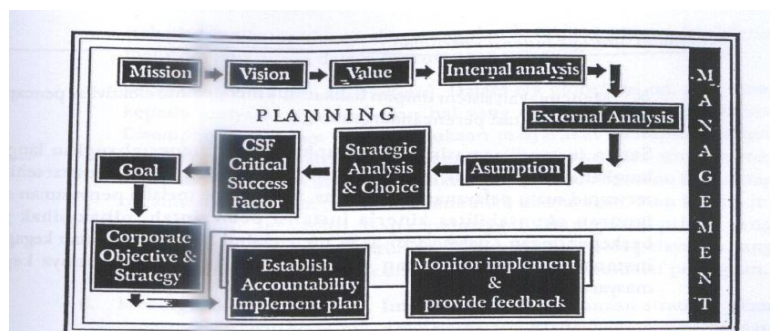 Mission
Vision
Value
Internal analysis
PLANNING
External Analysis
Asumption
Strategic
Analysis
& Choice
CSF
Critical
Success
Factor
Goal
Corporate
Objective &
Strategy
Establish
Accountability
Implement-plan
Monitor implement
&
provide feedback
MANAGEMENT